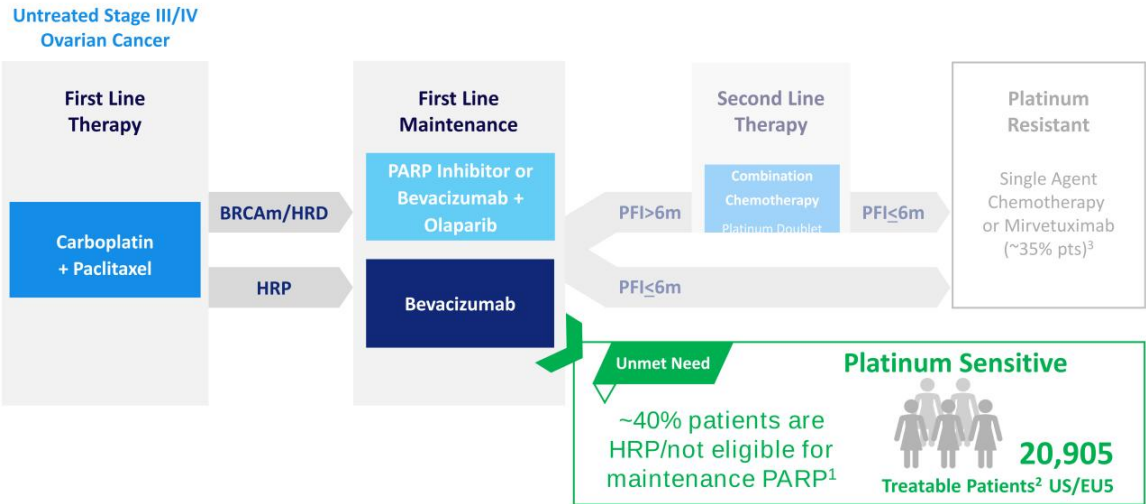 Untreated Stage III/IV
Ovarian Cancer
First Line
Therapy
Carboplatin
+ Paclitaxel
BRCAm/HRD
HRP
First Line
Maintenance
PARP Inhibitor or
Bevacizumab +
Olaparib
Bevacizumab
PFI>6m
PFI≤6m
Second Line
Therapy
Combination
Chemotherapy
Platinum Doublet
PFI≤6m
Platinum
Resistant
Single Agent
Chemotherapy
or Mirvetuximab
(~35% pts)³
Unmet Need
~40% patients are
HRP/not eligible for
maintenance PARP¹
Platinum Sensitive
20,905
Treatable Patients² US/EU5